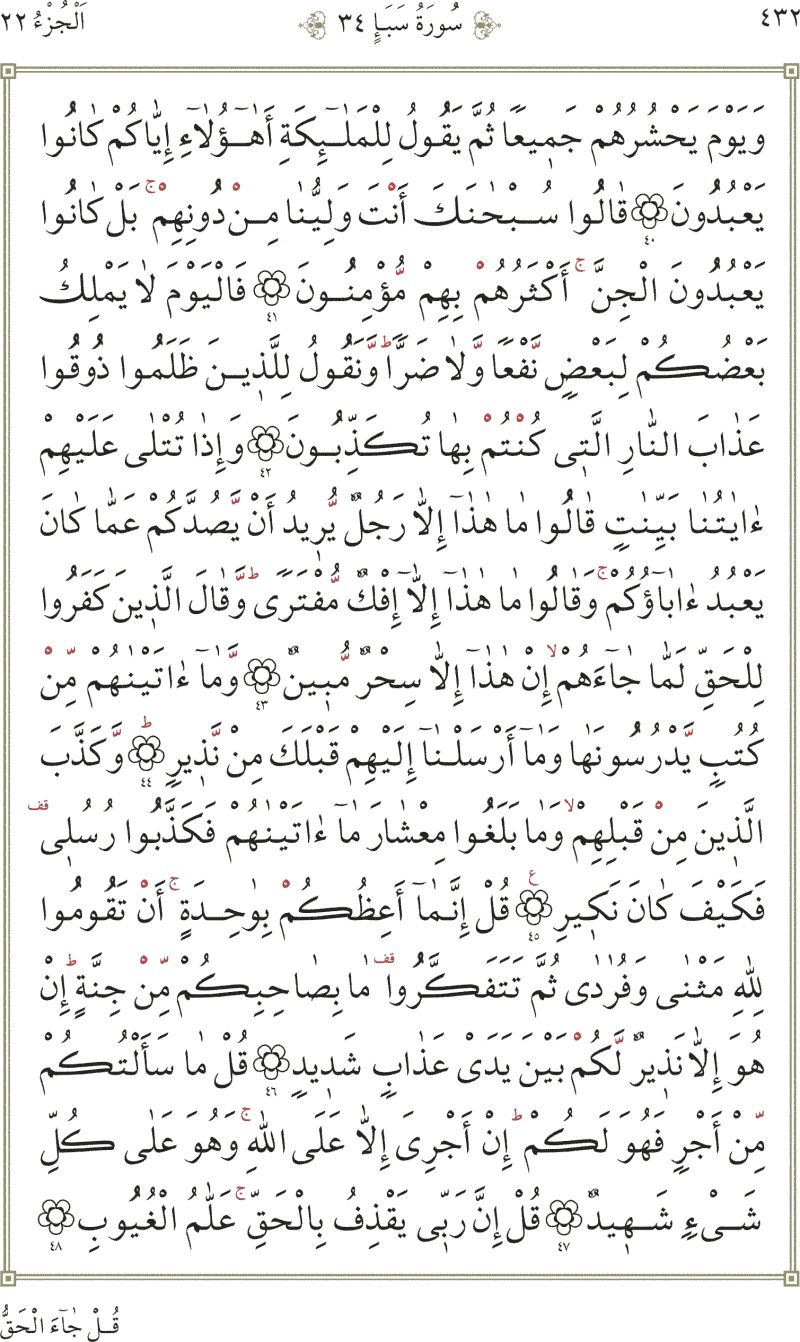 ٤٣٢ سُورَةُ سَبَإٍ ٣٤ اَلْجُزْءُ ٢٢
وَيَوْمَ يَحْشُرُهُمْ جَمِيعًا ثُمَّ يَقُولُ لِلْمَلٰٓئِكَةِ أَهٰٓؤُلَآءِ إِيَّاكُمْ كَانُوا
يَعْبُدُونَ ٤٠ قَالُوا سُبْحٰنَكَ أَنْتَ وَلِيُّنَا مِنْ دُونِهِمْ ۚ بَلْ كَانُوا
يَعْبُدُونَ الْجِنَّ ۚ أَكْثَرُهُمْ بِهِمْ مُّؤْمِنُونَ ٤١ فَالْيَوْمَ لَا يَمْلِكُ
بَعْضُكُمْ لِبَعْضٍ نَّفْعًا وَّلَا ضَرًّا ؕ وَّنَقُولُ لِلَّذِينَ ظَلَمُوا ذُوقُوا
عَذَابَ النَّارِ الَّتِى كُنْتُمْ بِهَا تُكَذِّبُونَ ٤٢ وَإِذَا تُتْلٰى عَلَيْهِمْ
ءَايٰتُنَا بَيِّنٰتٍ قَالُوا مَا هٰذَآ إِلَّا رَجُلٌ يُّرِيدُ أَنْ يَّصُدَّكُمْ عَمَّا كَانَ
يَعْبُدُ ءَابَآؤُكُمْ ۚ وَقَالُوا مَا هٰذَآ إِلَّآ إِفْكٌ مُّفْتَرًى ؕ وَّقَالَ الَّذِينَ كَفَرُوا
لِلْحَقِّ لَمَّا جَآءَهُمْ ۙ إِنْ هٰذَآ إِلَّا سِحْرٌ مُّبِينٌ ٤٣ وَّمَآ ءَاتَيْنٰهُمْ مِّنْ
كُتُبٍ يَّدْرُسُونَهَا وَمَآ أَرْسَلْنَآ إِلَيْهِمْ قَبْلَكَ مِنْ نَّذِيرٍ ؕ ٤٤ وَّكَذَّبَ
الَّذِينَ مِنْ قَبْلِهِمْ ۙ وَمَا بَلَغُوا مِعْشَارَ مَآ ءَاتَيْنٰهُمْ فَكَذَّبُوا رُسُلِى قف
فَكَيْفَ كَانَ نَكِيرِ ع ٤٥ قُلْ إِنَّمَآ أَعِظُكُمْ بِوٰحِدَةٍ ۚ أَنْ تَقُومُوا
لِلّٰهِ مَثْنٰى وَفُرٰدٰى ثُمَّ تَتَفَكَّرُوا قف مَا بِصَاحِبِكُمْ مِّنْ جِنَّةٍ ؕ إِنْ
هُوَ إِلَّا نَذِيرٌ لَّكُمْ بَيْنَ يَدَىْ عَذَابٍ شَدِيدٍ ٤٦ قُلْ مَا سَأَلْتُكُمْ
مِّنْ أَجْرٍ فَهُوَ لَكُمْ ؕ إِنْ أَجْرِىَ إِلَّا عَلَى اللّٰهِ ۚ وَهُوَ عَلٰى كُلِّ
شَىْءٍ شَهِيدٌ ٤٧ قُلْ إِنَّ رَبِّى يَقْذِفُ بِالْحَقِّ ۚ عَلَّٰمُ الْغُيُوبِ ٤٨
قُلْ جَآءَ الْحَقُّ